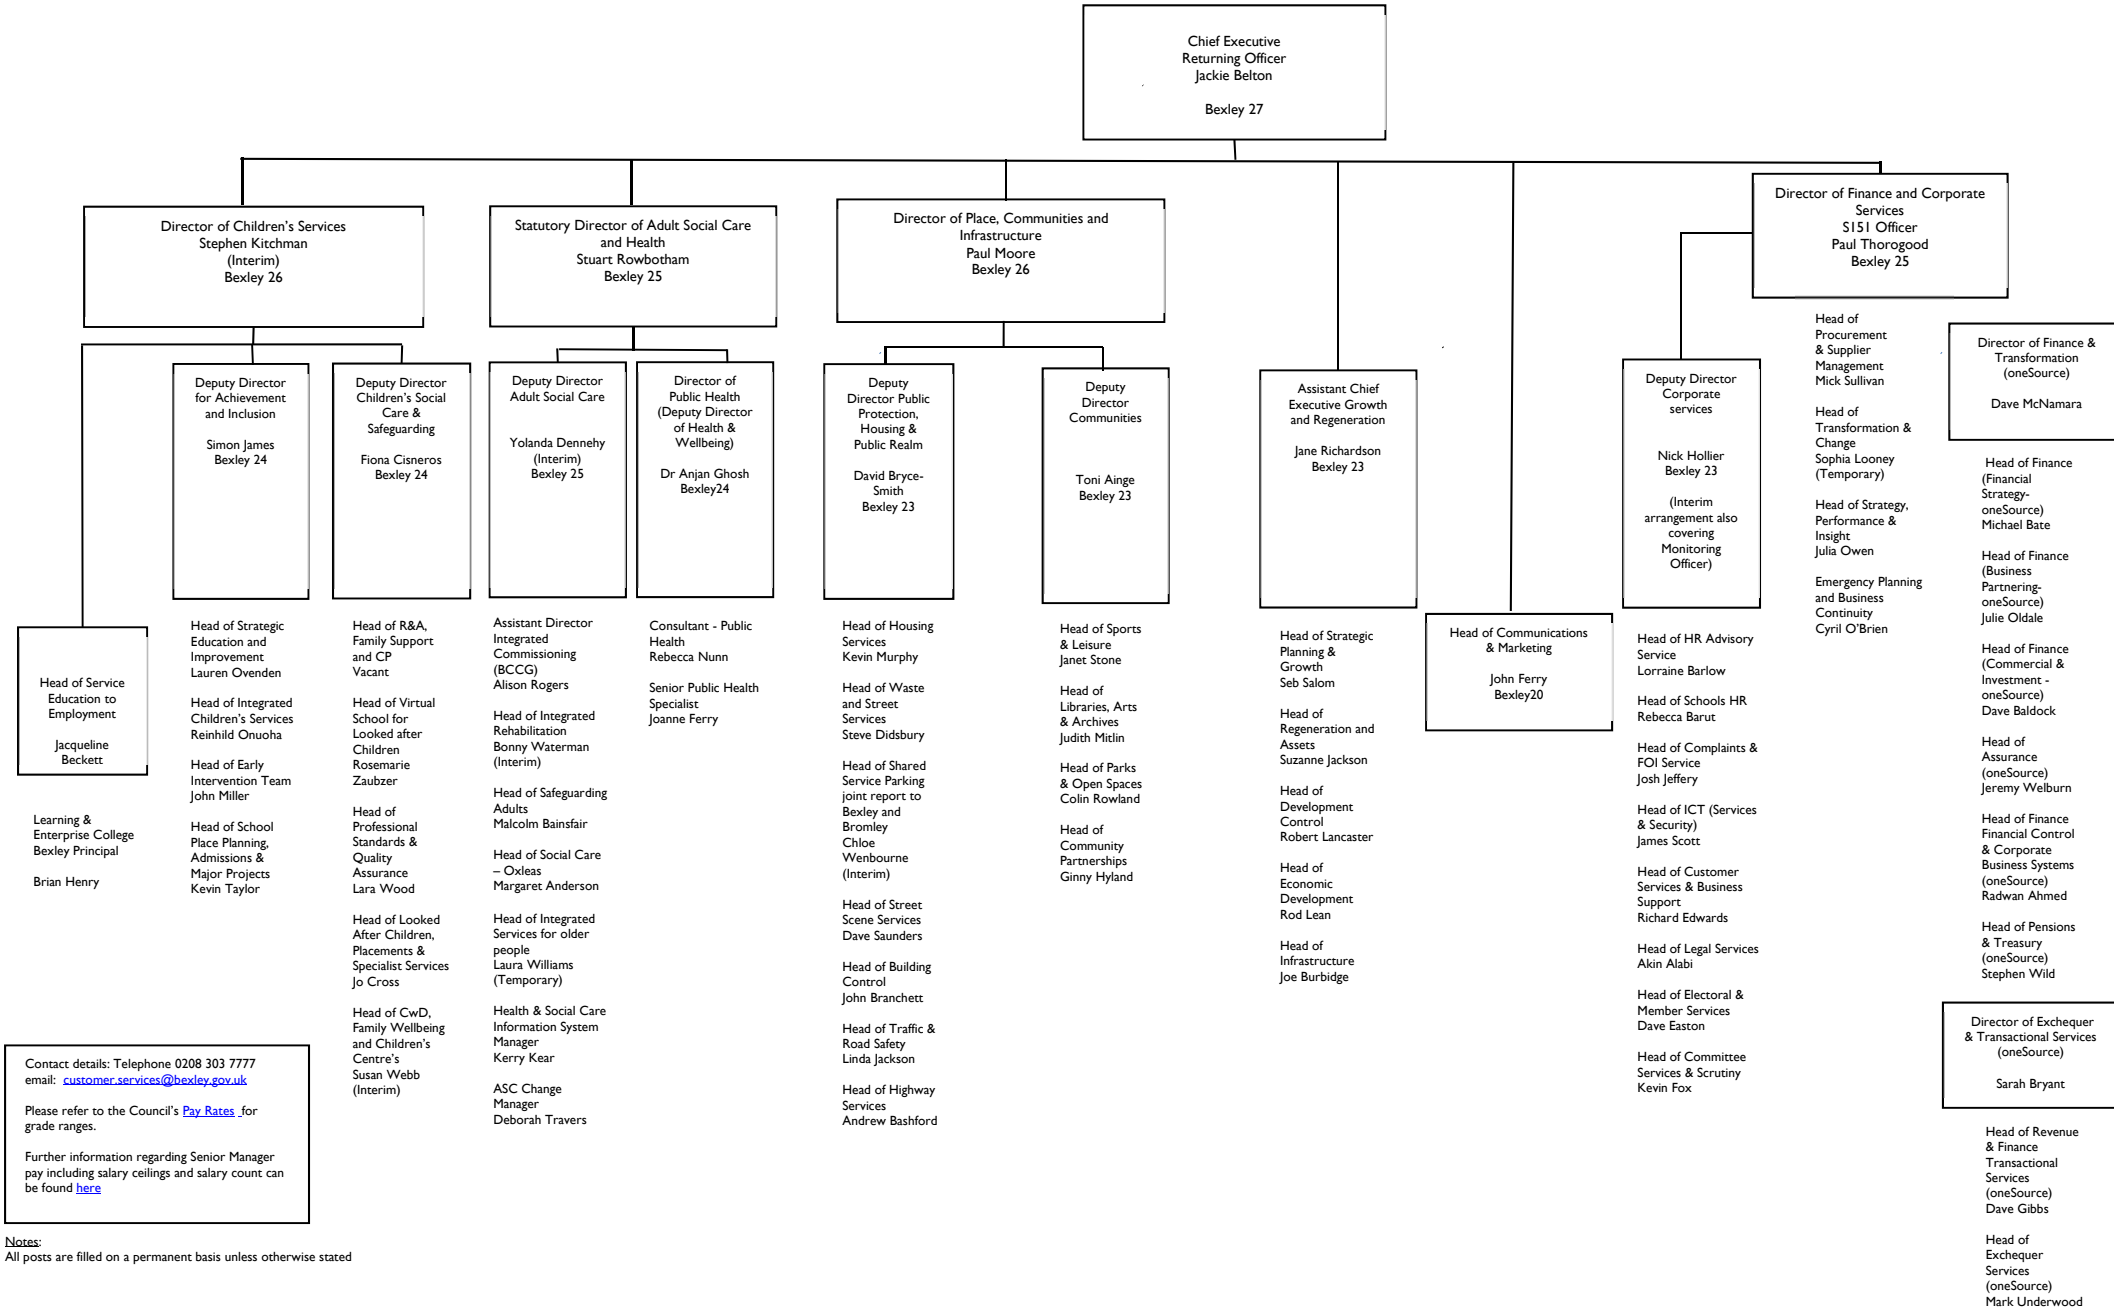 Chief Executive
Returning Officer
Jackie Belton
Bexley 27
Director of Children's Services
Stephen Kitchman
(Interim)
Bexley 26
Statutory Director of Adult Social Care
and Health
Stuart Rowbotham
Bexley 25
Director of Place, Communities and
Infrastructure
Paul Moore
Bexley 26
Director of Finance and Corporate
Services
S151 Officer
Paul Thorogood
Bexley 25
Head of Service
Education to
Employment
Jacqueline
Beckett
Learning &
Enterprise College
Bexley Principal
Brian Henry
Deputy Director
for Achievement
and Inclusion
Simon James
Bexley 24
Head of Strategic
Education and
Improvement
Lauren Ovenden
Head of Integrated
Children's Services
Reinhild Onuoha
Head of Early
Intervention Team
John Miller
Head of School
Place Planning,
Admissions &
Major Projects
Kevin Taylor
Deputy Director
Children's Social
Care &
Safeguarding
Fiona Cisneros
Bexley 24
Head of R&A,
Family Support
and CP
Vacant
Head of Virtual
School for
Looked after
Children
Rosemarie
Zaubzer
Head of
Professional
Standards &
Quality
Assurance
Lara Wood
Head of Looked
After Children,
Placements &
Specialist Services
Jo Cross
Head of CwD,
Family Wellbeing
and Children's
Centre's
Susan Webb
(Interim)
Deputy Director
Adult Social Care
Yolanda Dennehy
(Interim)
Bexley 25
Assistant Director
Integrated
Commissioning
(BCCG)
Alison Rogers
Head of Integrated
Rehabilitation
Bonny Waterman
(Interim)
Head of Safeguarding
Adults
Malcolm Bainsfair
Head of Social Care
– Oxleas
Margaret Anderson
Head of Integrated
Services for older
people
Laura Williams
(Temporary)
Health & Social Care
Information System
Manager
Kerry Kear
ASC Change
Manager
Deborah Travers
Director of
Public Health
(Deputy Director
of Health &
Wellbeing)
Dr Anjan Ghosh
Bexley24
Consultant - Public
Health
Rebecca Nunn
Senior Public Health
Specialist
Joanne Ferry
Deputy
Director Public
Protection,
Housing &
Public Realm
David Bryce-
Smith
Bexley 23
Head of Housing
Services
Kevin Murphy
Head of Waste
and Street
Services
Steve Didsbury
Head of Shared
Service Parking
joint report to
Bexley and
Bromley
Chloe
Wenbourne
(Interim)
Head of Street
Scene Services
Dave Saunders
Head of Building
Control
John Branchett
Head of Traffic &
Road Safety
Linda Jackson
Head of Highway
Services
Andrew Bashford
Deputy
Director
Communities
Toni Ainge
Bexley 23
Head of Sports
& Leisure
Janet Stone
Head of
Libraries, Arts
& Archives
Judith Mitlin
Head of Parks
& Open Spaces
Colin Rowland
Head of
Community
Partnerships
Ginny Hyland
Assistant Chief
Executive Growth
and Regeneration
Jane Richardson
Bexley 23
Head of Strategic
Planning &
Growth
Seb Salom
Head of
Regeneration and
Assets
Suzanne Jackson
Head of
Development
Control
Robert Lancaster
Head of
Economic
Development
Rod Lean
Head of
Infrastructure
Joe Burbidge
Head of Communications
& Marketing
John Ferry
Bexley20
Deputy Director
Corporate
services
Nick Hollier
Bexley 23
(Interim
arrangement also
covering
Monitoring
Officer)
Head of HR Advisory
Service
Lorraine Barlow
Head of Schools HR
Rebecca Barut
Head of Complaints &
FOI Service
Josh Jeffery
Head of ICT (Services
& Security)
James Scott
Head of Customer
Services & Business
Support
Richard Edwards
Head of Legal Services
Akin Alabi
Head of Electoral &
Member Services
Dave Easton
Head of Committee
Services & Scrutiny
Kevin Fox
Head of
Procurement
& Supplier
Management
Mick Sullivan
Head of
Transformation &
Change
Sophia Looney
(Temporary)
Head of Strategy,
Performance &
Insight
Julia Owen
Emergency Planning
and Business
Continuity
Cyril O'Brien
Director of Finance &
Transformation
(oneSource)
Dave McNamara
Head of Finance
(Financial
Strategy-
oneSource)
Michael Bate
Head of Finance
(Business
Partnering-
oneSource)
Julie Oldale
Head of Finance
(Commercial &
Investment -
oneSource)
Dave Baldock
Head of
Assurance
(oneSource)
Jeremy Welburn
Head of Finance
Financial Control
& Corporate
Business Systems
(oneSource)
Radwan Ahmed
Head of Pensions
& Treasury
(oneSource)
Stephen Wild
Director of Exchequer
& Transactional Services
(oneSource)
Sarah Bryant
Head of Revenue
& Finance
Transactional
Services
(oneSource)
Dave Gibbs
Head of
Exchequer
Services
(oneSource)
Mark Underwood
Contact details: Telephone 0208 303 7777
email: customer.services@bexley.gov.uk
Please refer to the Council's Pay Rates for
grade ranges.
Further information regarding Senior Manager
pay including salary ceilings and salary count can
be found here
Notes:
All posts are filled on a permanent basis unless otherwise stated